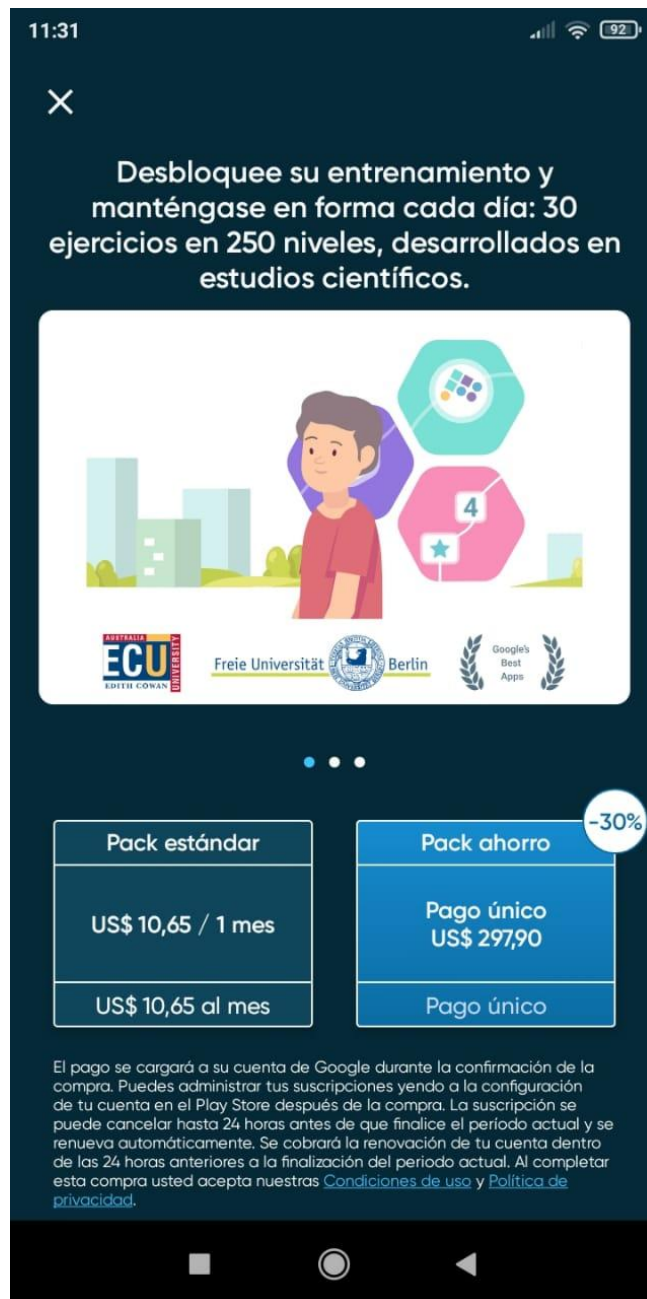 11:31
92
Desbloquee su entrenamiento y
manténgase en forma cada día: 30
ejercicios en 250 niveles, desarrollados en
estudios científicos.
4
AUSTRALIA
ECU
EDITH COWAN
UNIVERSITY
Freie Universität Berlin
Google's
Best
Apps
-30%
Pack estándar
US$ 10,65 / 1 mes
US$ 10,65 al mes
Pack ahorro
Pago único
US$ 297,90
Pago único
El pago se cargará a su cuenta de Google durante la confirmación de la
compra. Puedes administrar tus suscripciones yendo a la configuración
de tu cuenta en el Play Store después de la compra. La suscripción se
puede cancelar hasta 24 horas antes de que finalice el período actual y se
renueva automáticamente. Se cobrará la renovación de tu cuenta dentro
de las 24 horas anteriores a la finalización del periodo actual. Al completar
esta compra usted acepta nuestras Condiciones de uso y Política de
privacidad.